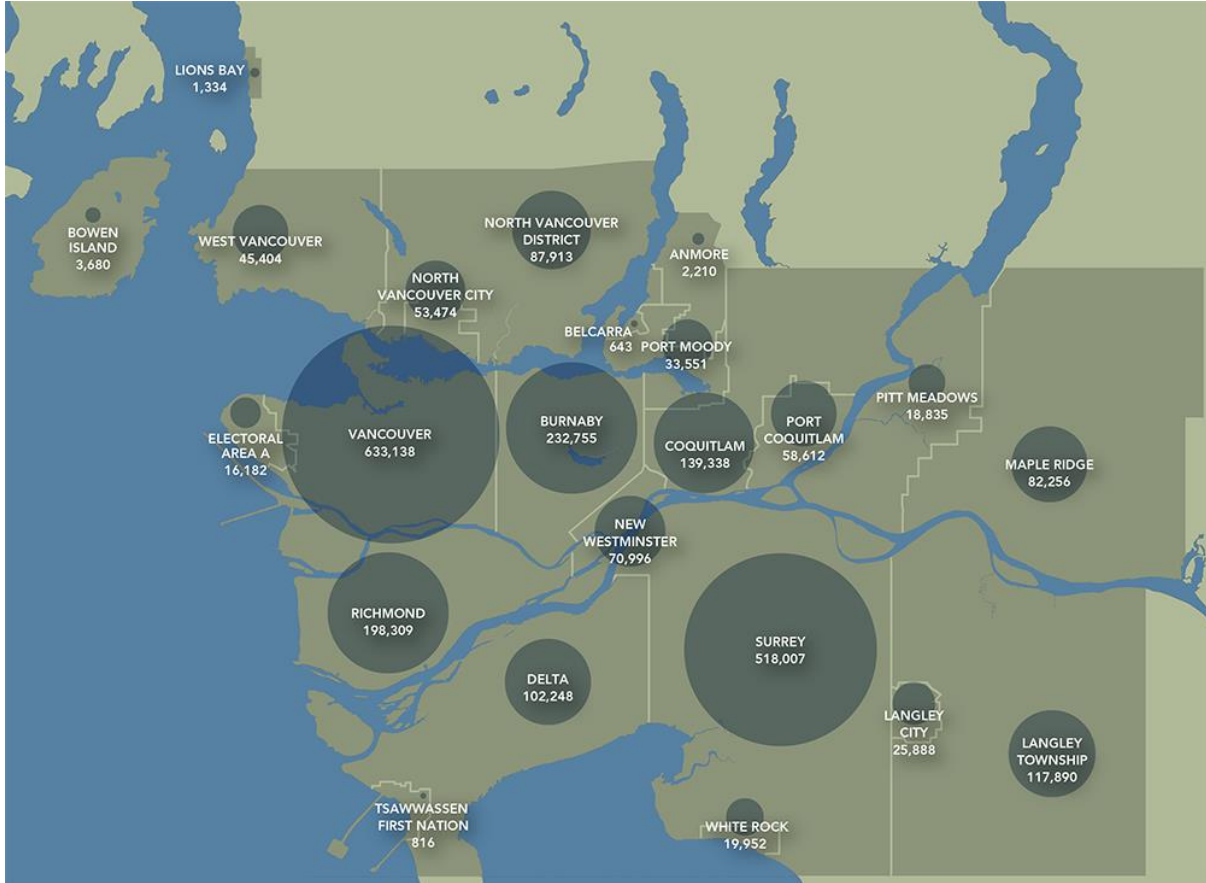 LIONS BAY
1,334
BOWEN
ISLAND
3,680
WEST VANCOUVER
45,404
NORTH VANCOUVER
DISTRICT
87,913
NORTH
VANCOUVER CITY
53,474
ANMORE
2,210
BELCARRA
643
PORT MOODY
33,551
PITT MEADOWS
18,835
ELECTORAL
AREA A
16,182
VANCOUVER
633,138
BURNABY
232,755
COQUITLAM
139,338
PORT
COQUITLAM
58,612
MAPLE RIDGE
82,256
NEW
WESTMINSTER
70,996
RICHMOND
198,309
SURREY
518,007
DELTA
102,248
LANGLEY
CITY
25,888
LANGLEY
TOWNSHIP
117,890
TSAWWASSEN
FIRST NATION
816
WHITE ROCK
19,952